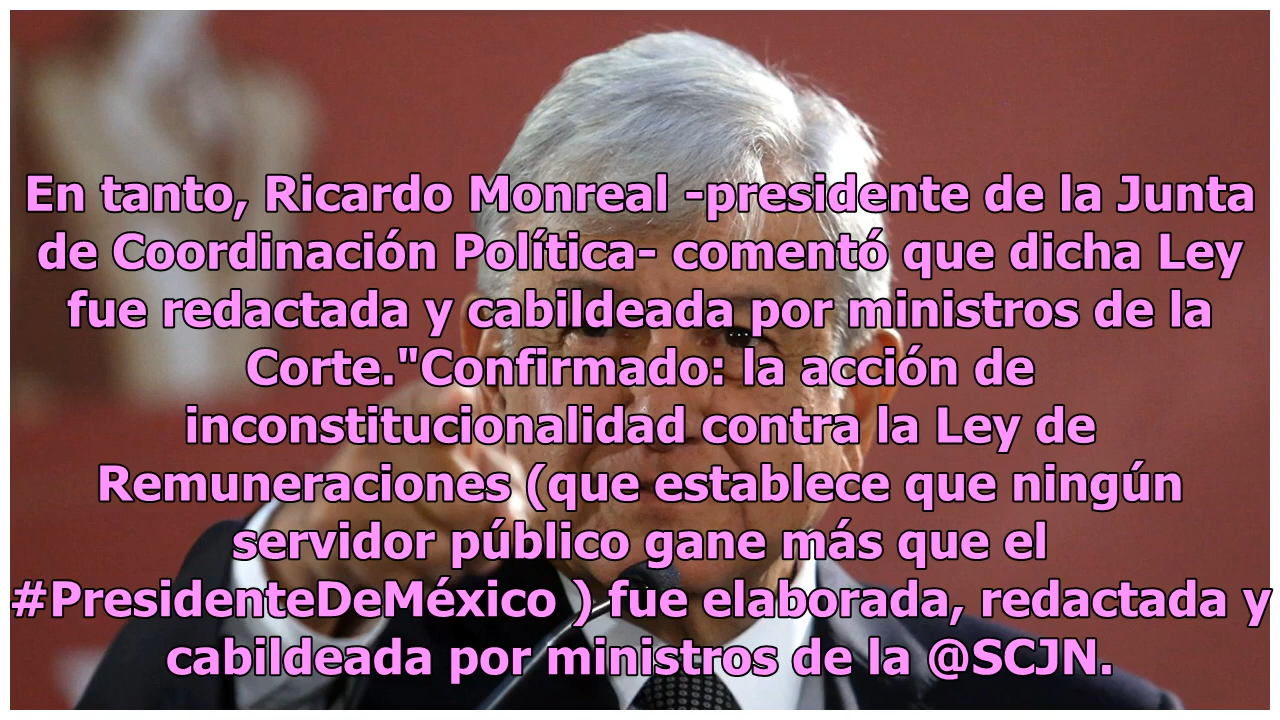 En tanto, Ricardo Monreal -presidente de la Junta
de Coordinación Política- comentó que dicha Ley
fue redactada y cabildeada por ministros de la
Corte."Confirmado: la acción de
inconstitucionalidad contra la Ley de
Remuneraciones (que establece que ningún
servidor público gane más que el
#PresidenteDeMéxico ) fue elaborada, redactada y
cabildeada por ministros de la @SCJN.